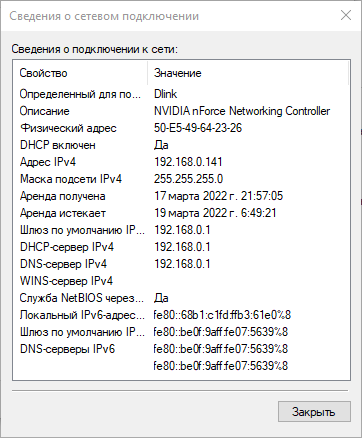 Сведения о сетевом подключении
Сведения о подключении к сети:
Свойство Значение
Определенный для по... Dlink
Описание NVIDIA nForce Networking Controller
Физический адрес 50-E5-49-64-23-26
DHCP включен Да
Адрес IPv4 192.168.0.141
Маска подсети IPv4 255.255.255.0
Аренда получена 17 марта 2022 г. 21:57:05
Аренда истекает 19 марта 2022 г. 6:49:21
Шлюз по умолчанию IP... 192.168.0.1
DHCP-сервер IPv4 192.168.0.1
DNS-сервер IPv4 192.168.0.1
WINS-сервер IPv4
Служба NetBIOS через... Да
Локальный IPv6-адрес... fe80::68b1:c1fd:ffb3:61e0%8
Шлюз по умолчанию IP... fe80::be0f:9aff:fe07:5639%8
DNS-серверы IPv6 fe80::be0f:9aff:fe07:5639%8
fe80::be0f:9aff:fe07:5639%8
Закрыть